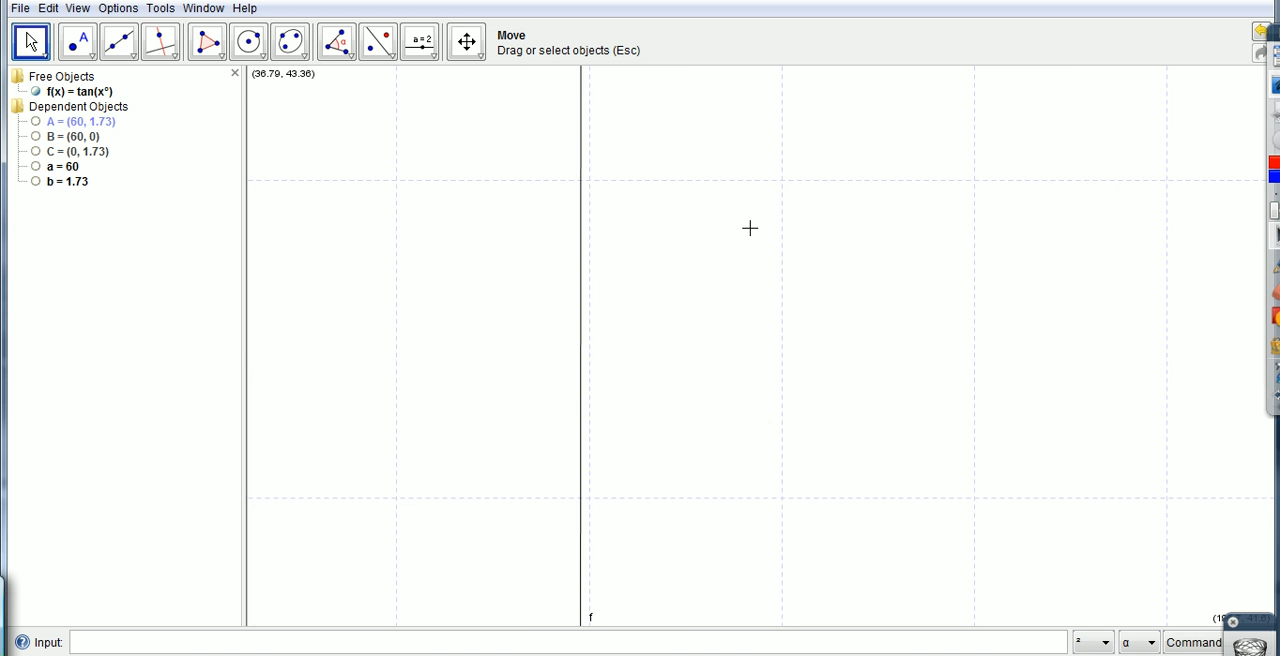 File Edit View Options Tools Window Help
A
α
a = 2
Move
Drag or select objects (Esc)
Free Objects
f(x) = tan(x°)
Dependent Objects
A = (60, 1.73)
B = (60, 0)
C = (0, 1.73)
a = 60
b = 1.73
(36.79, 43.36)
f
Input:
²
α
Command